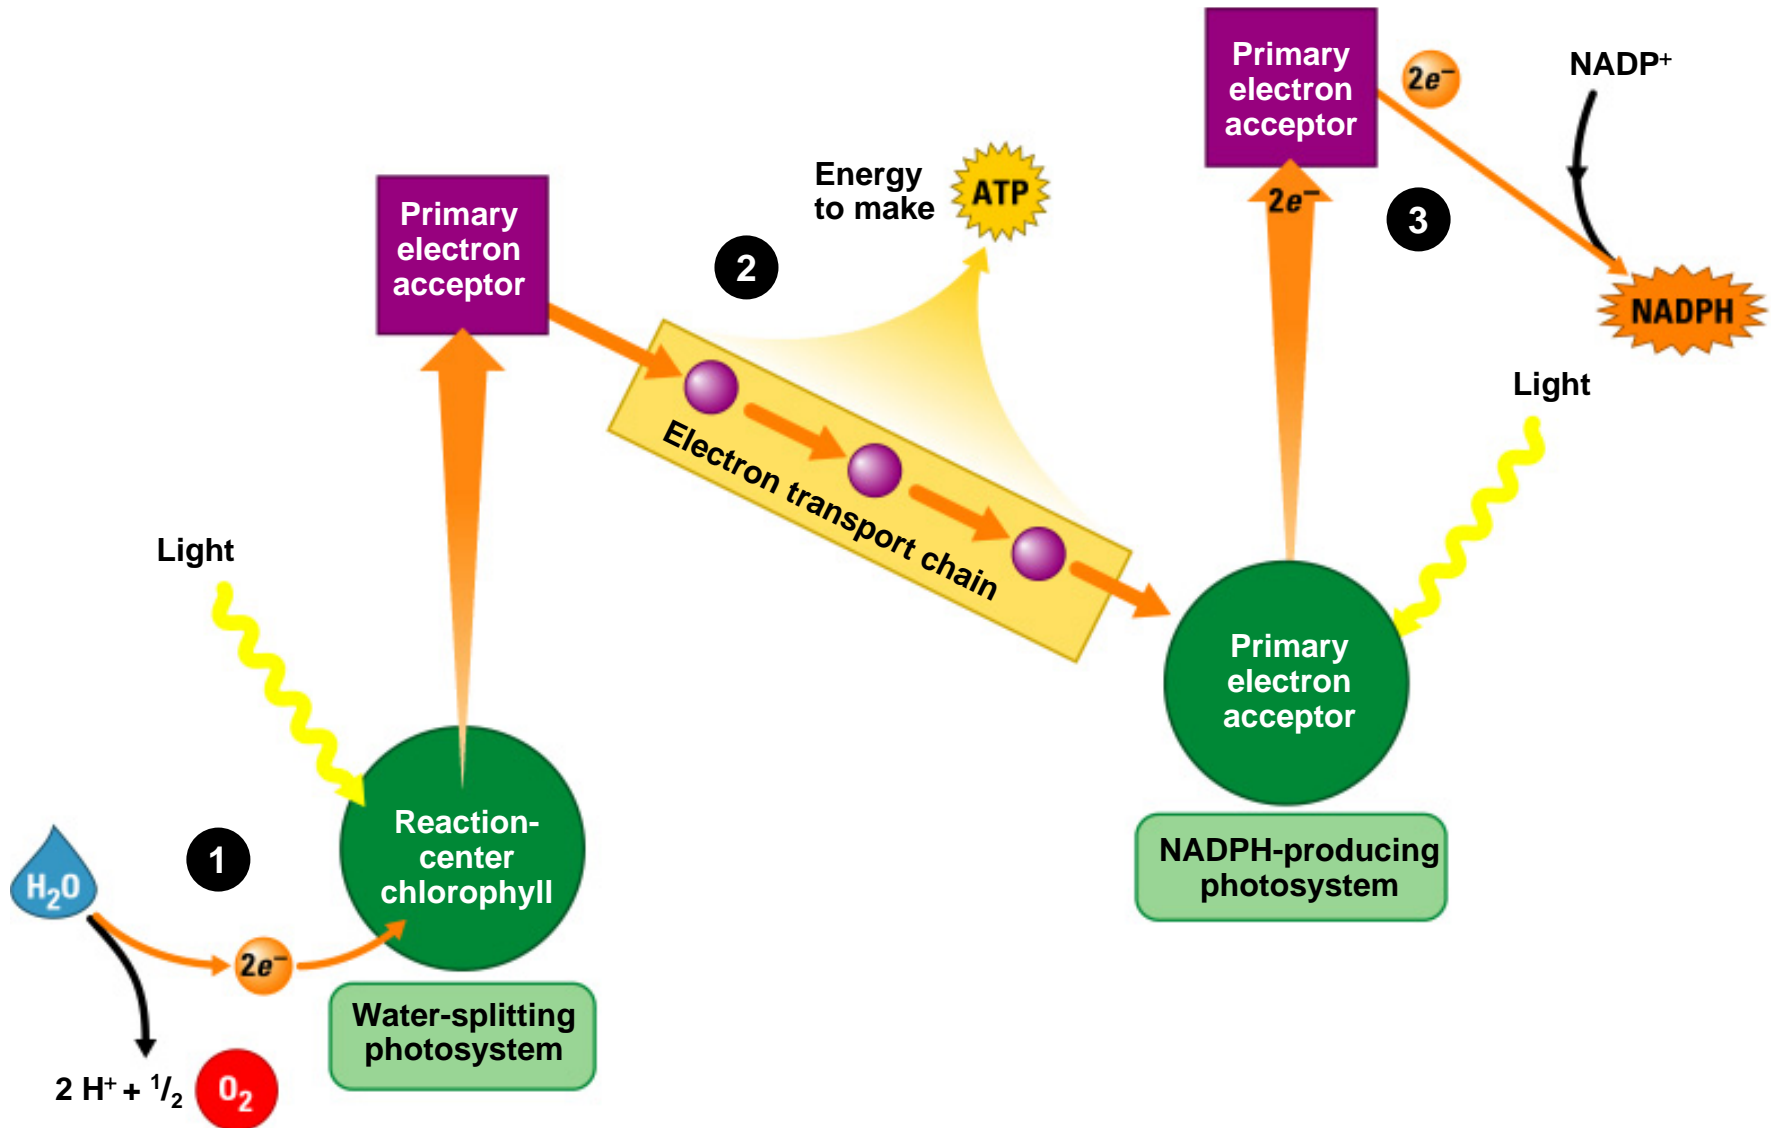 Primary
electron
acceptor
2e⁻
NADP⁺
Energy
to make
ATP
2e⁻
3
Primary
electron
acceptor
2
NADPH
Light
Electron transport chain
Light
Primary
electron
acceptor
Reaction-
center
chlorophyll
1
H₂O
NADPH-producing
photosystem
2e⁻
Water-splitting
photosystem
2 H⁺ + ¹/₂ O₂